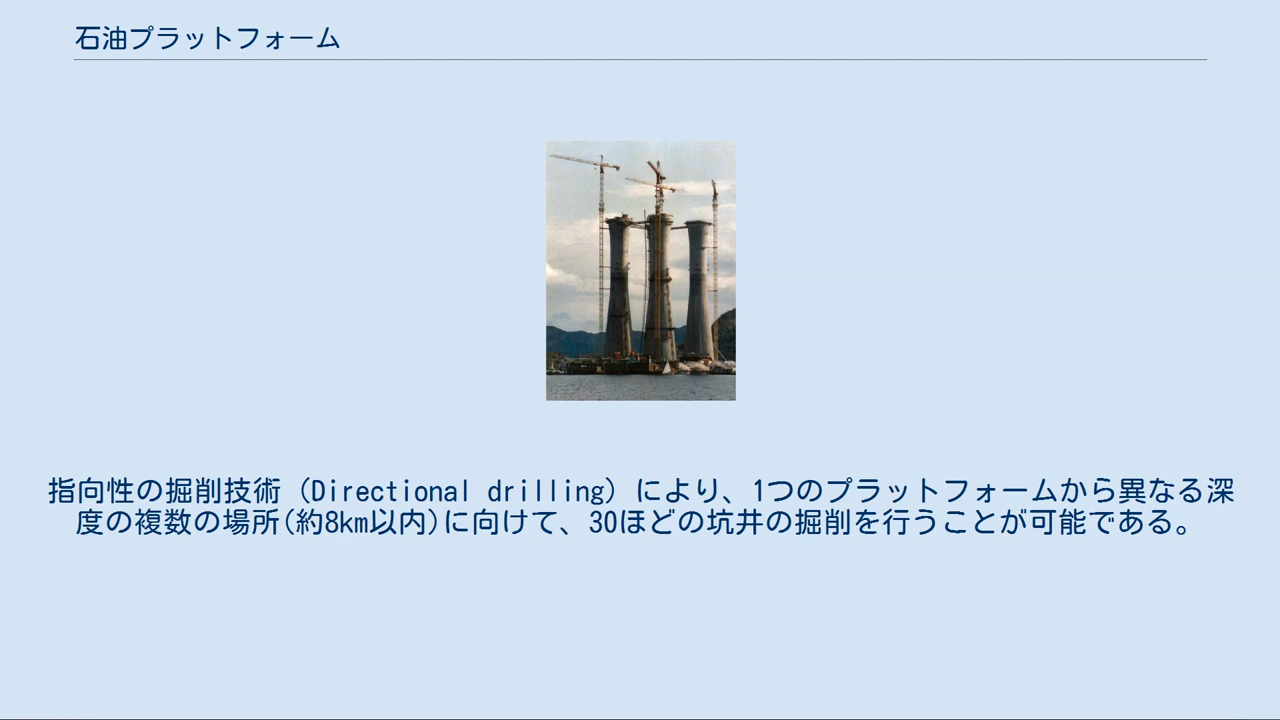 石油プラットフォーム
指向性の掘削技術 (Directional drilling) により、1つのプラットフォームから異なる深
度の複数の場所(約8km以内)に向けて、30ほどの坑井の掘削を行うことが可能である。